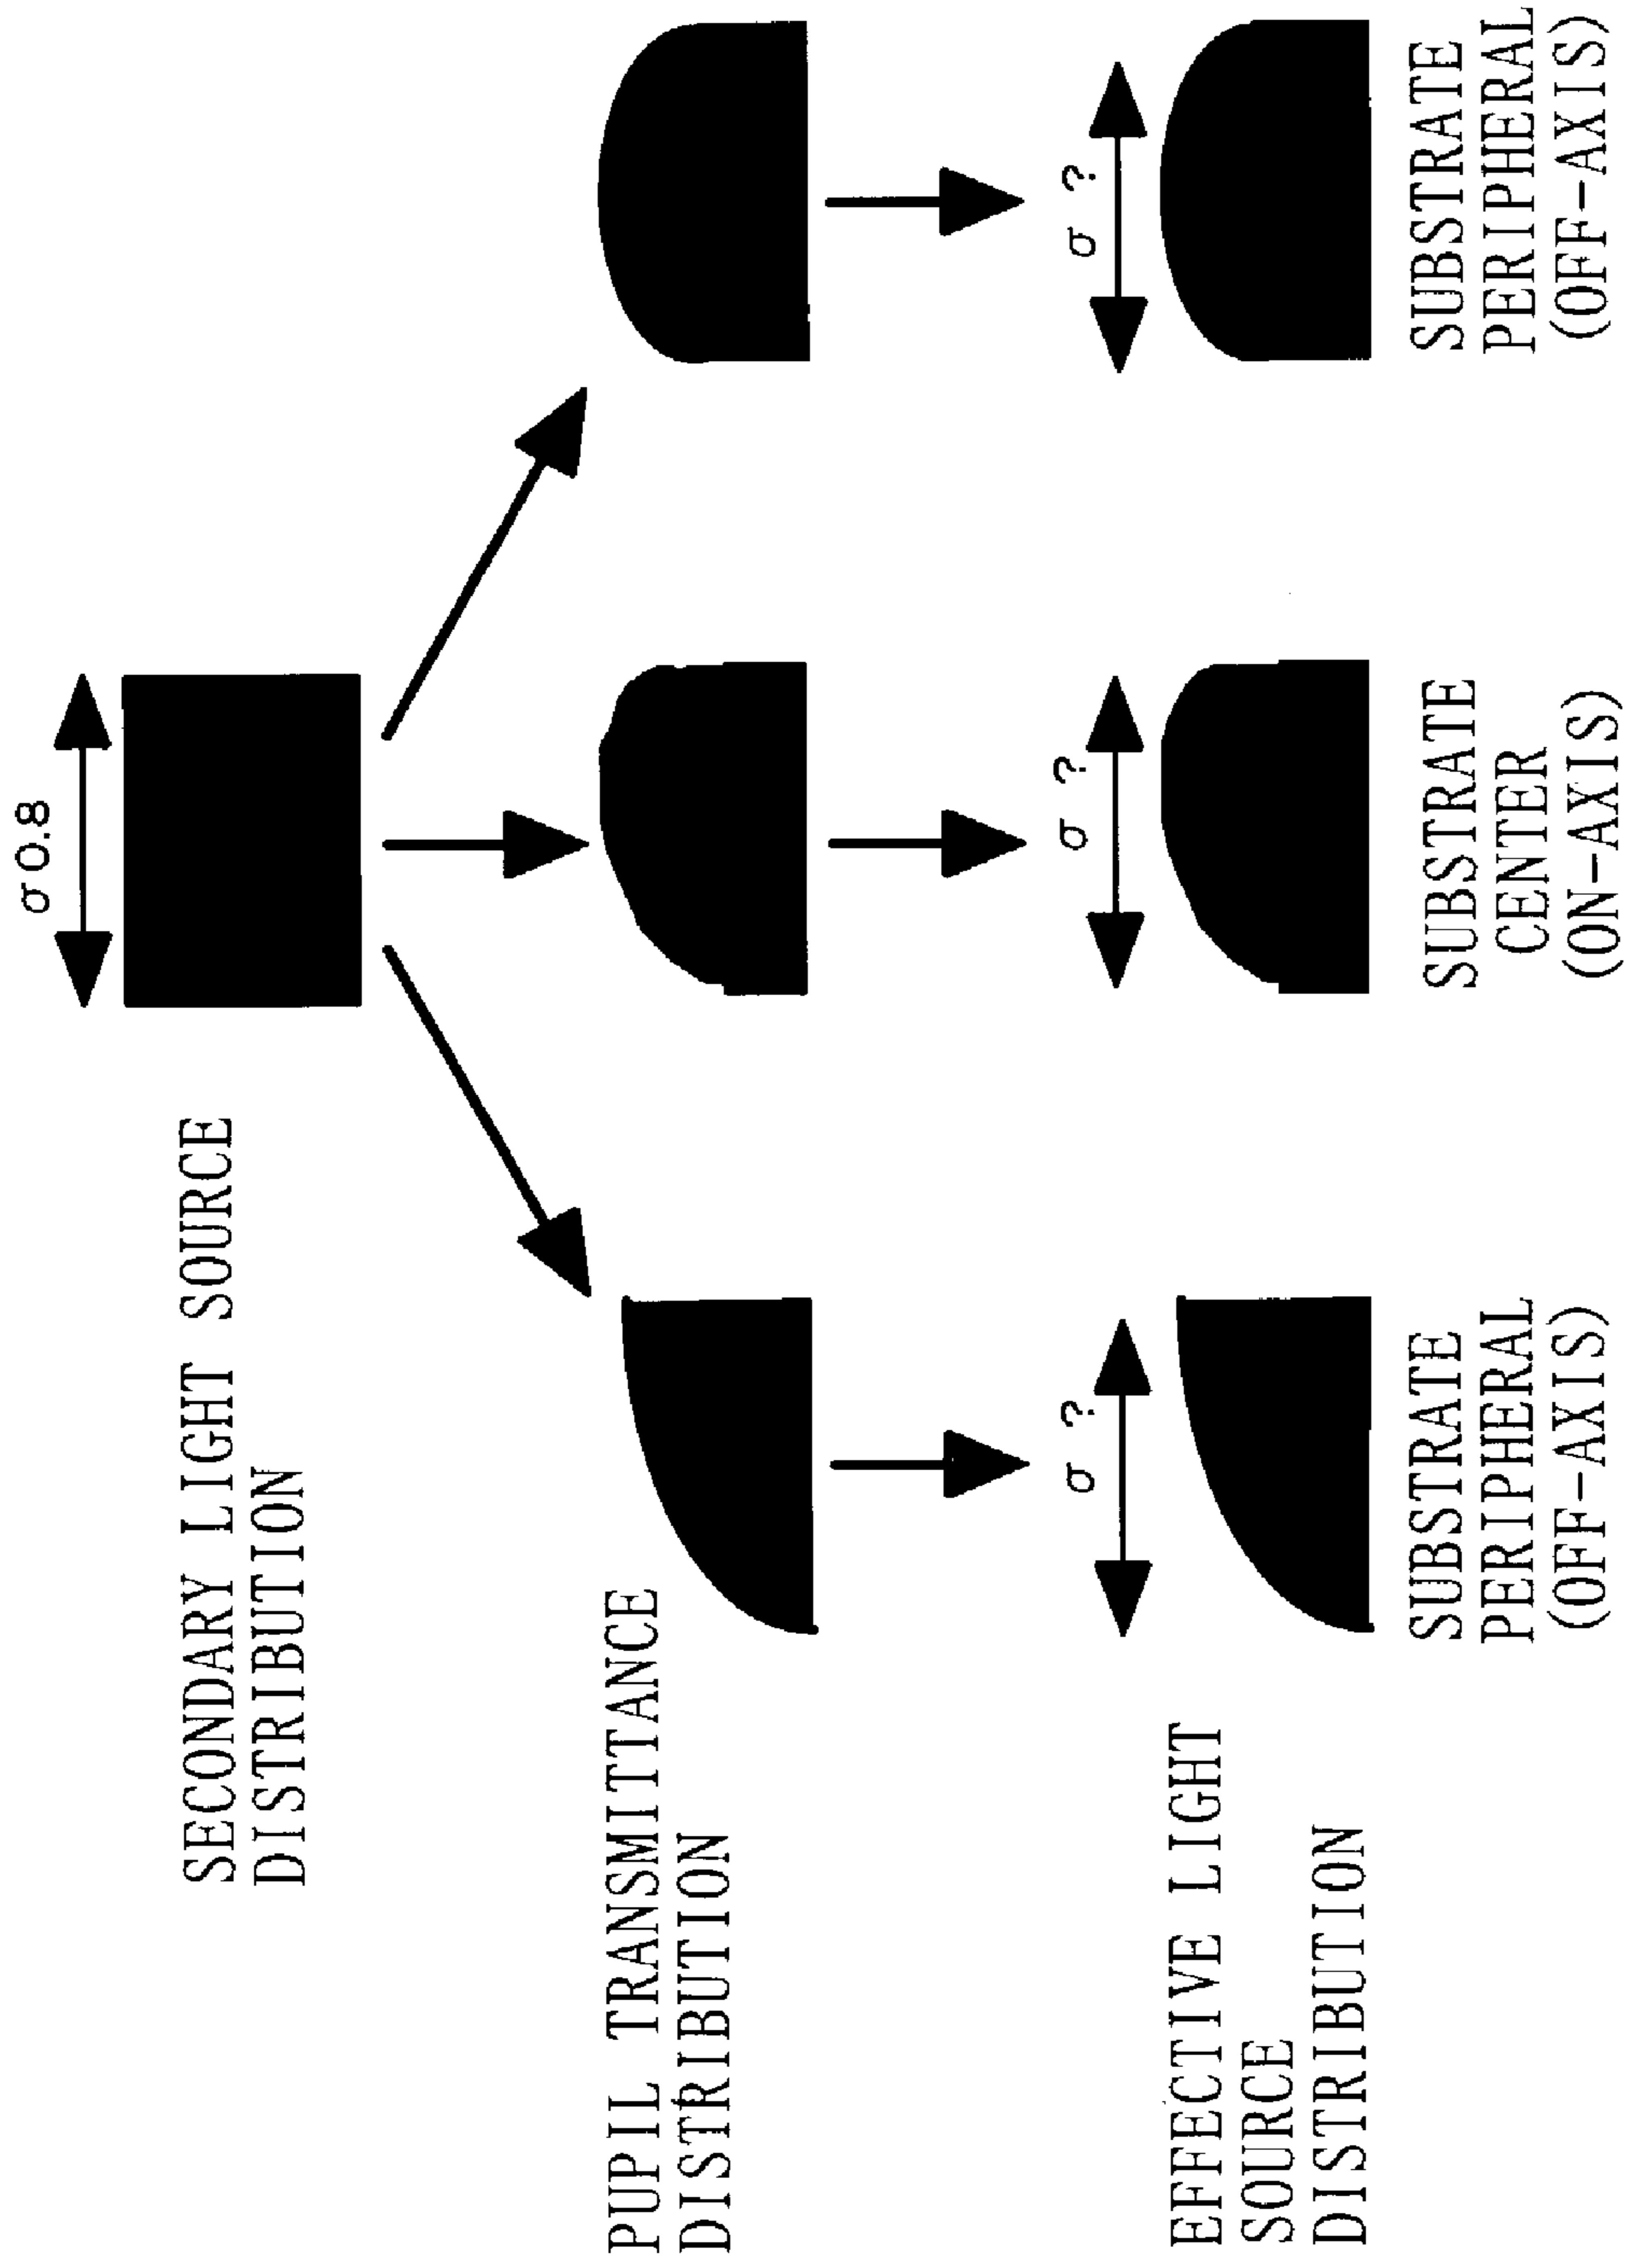 σ0.8
SECONDARY LIGHT SOURCE
DISTRIBUTION
PUPIL TRANSMITTANCE
DISTRIBUTION
σ ?
σ ?
σ ?
EFFECTIVE LIGHT
SOURCE
DISTRIBUTION
SUBSTRATE
PERIPHERAL
(OFF-AXIS)
SUBSTRATE
CENTER
(ON-AXIS)
SUBSTRATE
PERIPHERAL
(OFF-AXIS)